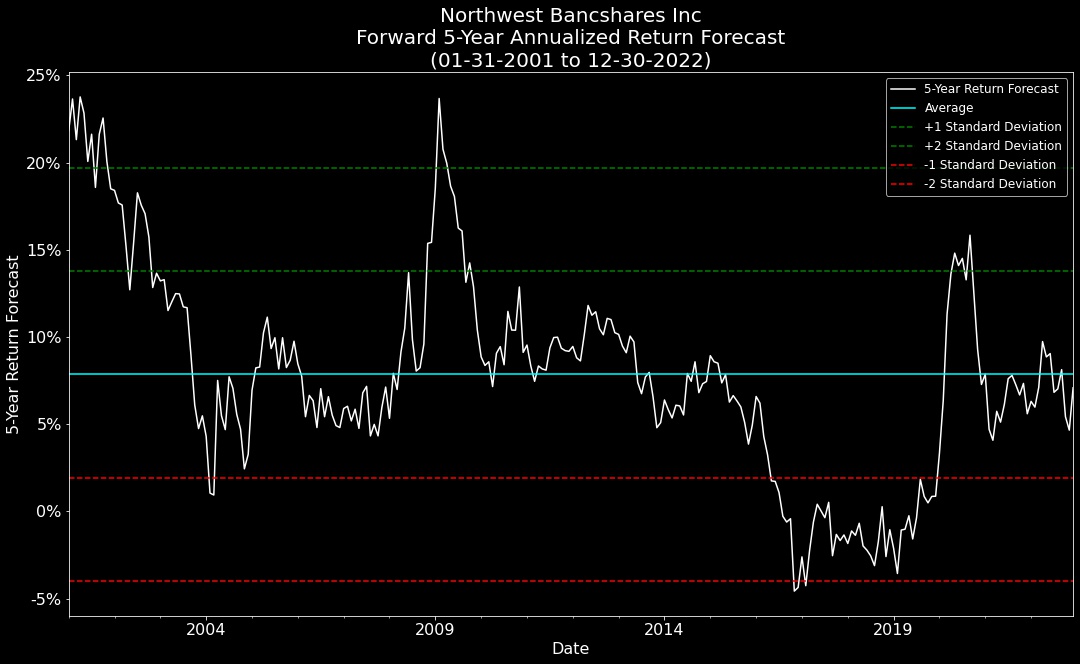 Northwest Bancshares Inc
Forward 5-Year Annualized Return Forecast
(01-31-2001 to 12-30-2022)
25%
20%
15%
10%
5%
0%
-5%
5-Year Return Forecast
5-Year Return Forecast
Average
+1 Standard Deviation
+2 Standard Deviation
-1 Standard Deviation
-2 Standard Deviation
2004
2009
2014
2019
Date